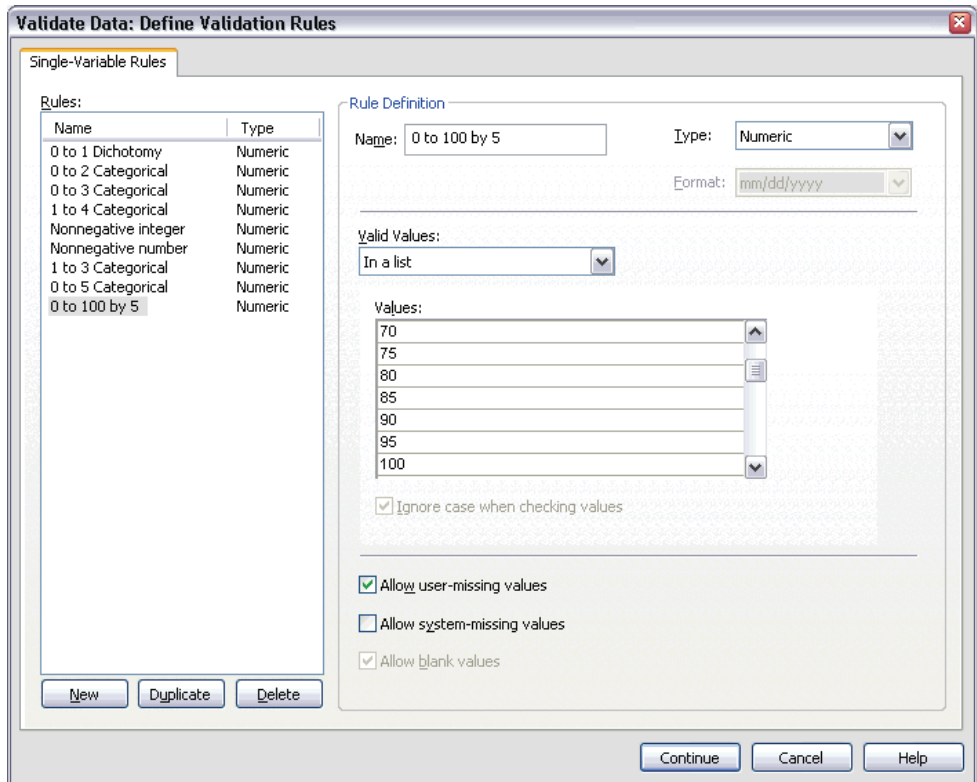 Validate Data: Define Validation Rules
Single-Variable Rules
Rules:
Name Type
0 to 1 Dichotomy Numeric
0 to 2 Categorical Numeric
0 to 3 Categorical Numeric
1 to 4 Categorical Numeric
Nonnegative integer Numeric
Nonnegative number Numeric
1 to 3 Categorical Numeric
0 to 5 Categorical Numeric
0 to 100 by 5 Numeric
New Duplicate Delete
Rule Definition
Name: 0 to 100 by 5 Type: Numeric
Format: mm/dd/yyyy
Valid Values:
In a list
Values:
70
75
80
85
90
95
100
Ignore case when checking values
Allow user-missing values
Allow system-missing values
Allow blank values
Continue Cancel Help